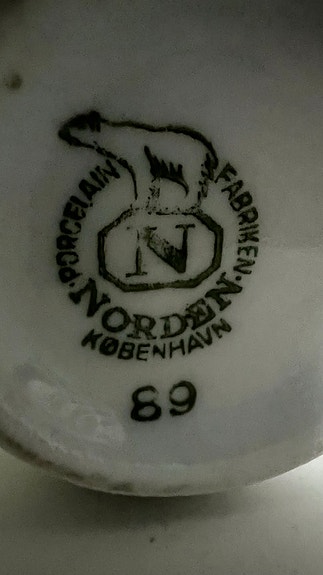 PORCELAIN FABRIKEN
N
·NORDEN·
KØBENHAVN
89